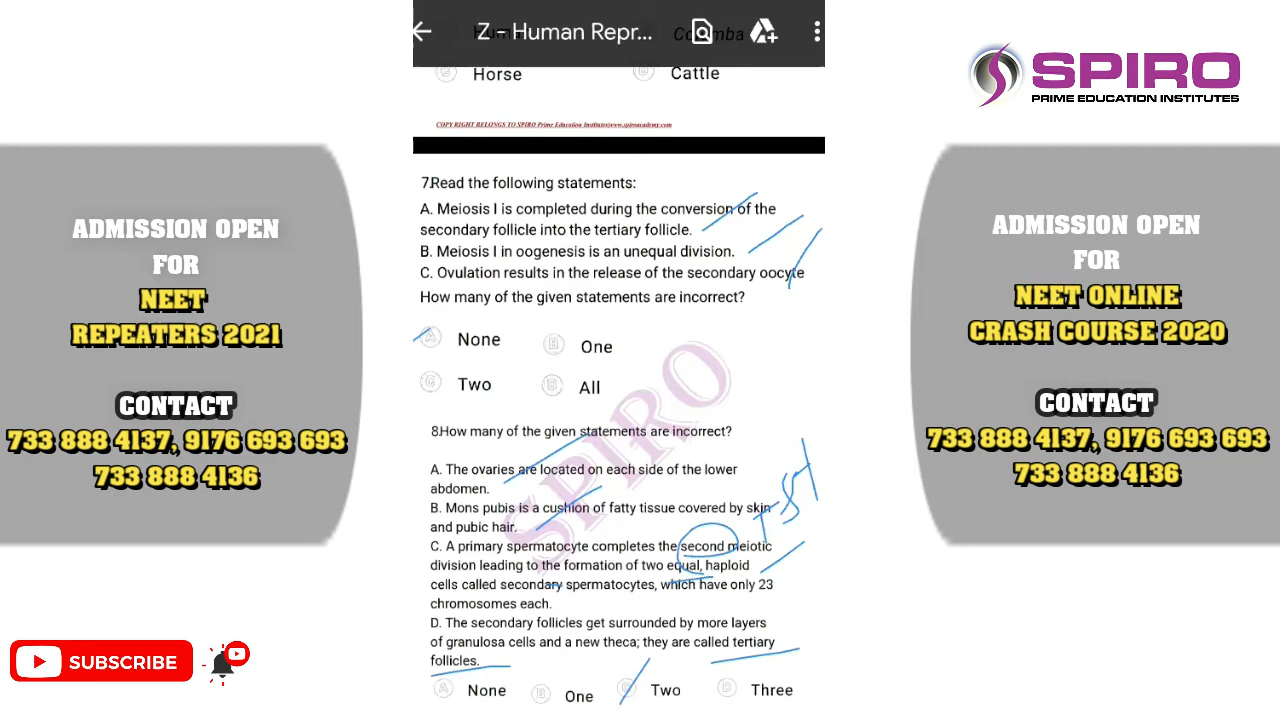 Z - Human Repr...
Horse
Cattle
COPY RIGHT BELONGS TO SPIRO Prime Education Institutes|www.spiroacademy.com
SPIRO
PRIME EDUCATION INSTITUTES
ADMISSION OPEN
FOR
NEET
REPEATERS 2021
CONTACT
733 888 4137, 9176 693 693
733 888 4136
7.Read the following statements:
A. Meiosis I is completed during the conversion of the
secondary follicle into the tertiary follicle.
B. Meiosis I in oogenesis is an unequal division.
C. Ovulation results in the release of the secondary oocyte
How many of the given statements are incorrect?
A None
B One
C Two
D All
8.How many of the given statements are incorrect?
A. The ovaries are located on each side of the lower
abdomen.
B. Mons pubis is a cushion of fatty tissue covered by skin
and pubic hair.
C. A primary spermatocyte completes the second meiotic
division leading to the formation of two equal, haploid
cells called secondary spermatocytes, which have only 23
chromosomes each.
D. The secondary follicles get surrounded by more layers
of granulosa cells and a new theca; they are called tertiary
follicles.
A None
B One
C Two
D Three
SPIRO
ADMISSION OPEN
FOR
NEET ONLINE
CRASH COURSE 2020
CONTACT
733 888 4137, 9176 693 693
733 888 4136
SUBSCRIBE